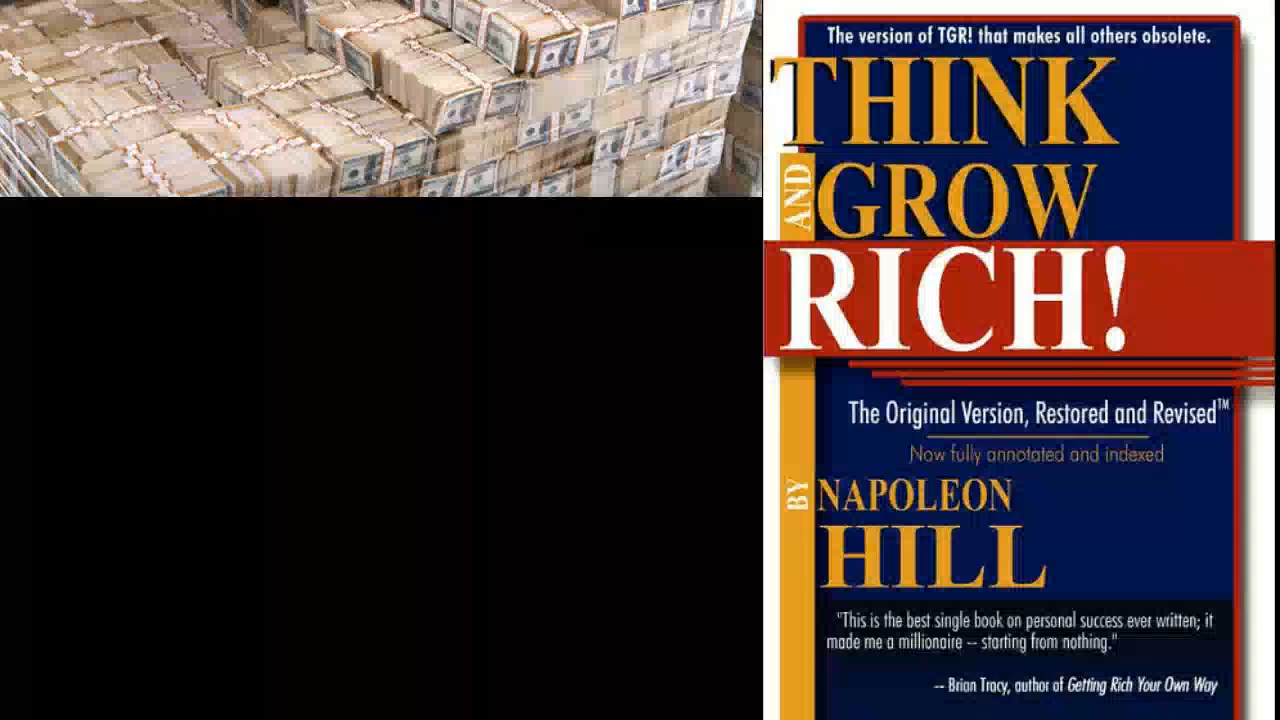 The version of TGR! that makes all others obsolete.
THINK
AND
GROW
RICH!
The Original Version, Restored and Revised™
Now fully annotated and indexed
BY
NAPOLEON
HILL
"This is the best single book on personal success ever written; it
made me a millionaire -- starting from nothing."
-- Brian Tracy, author of Getting Rich Your Own Way